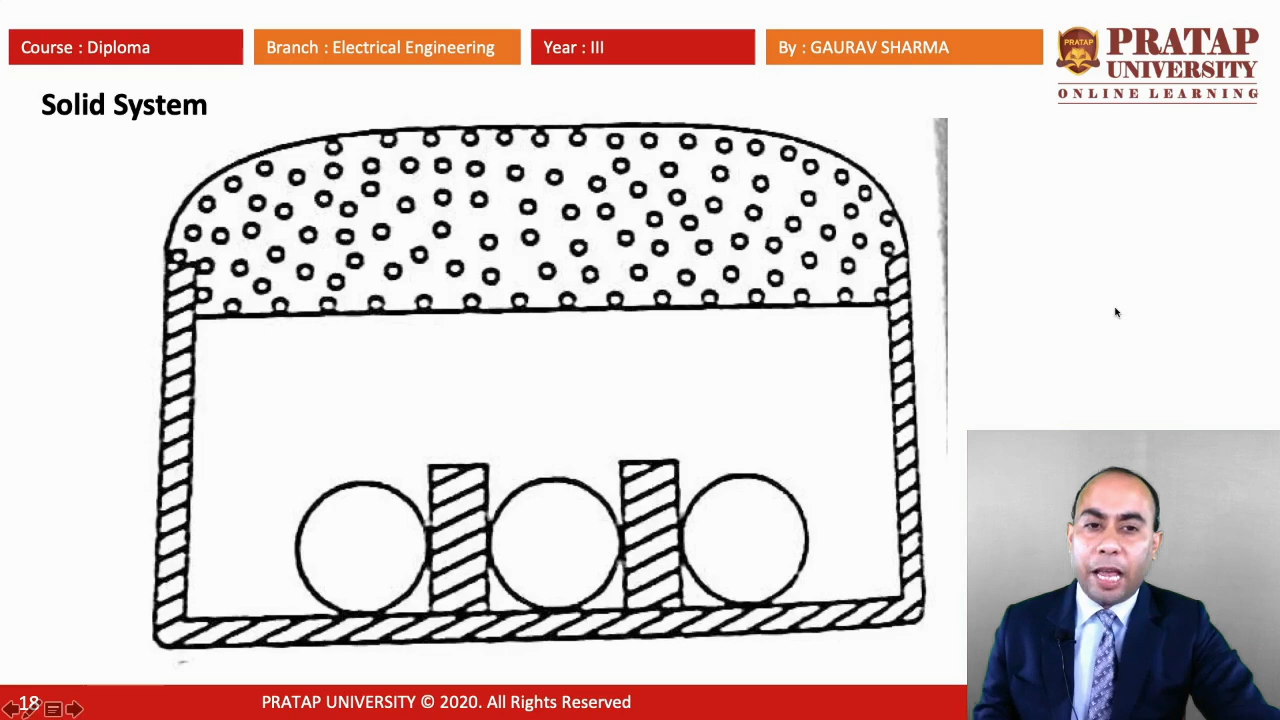 Course : Diploma
Branch : Electrical Engineering
Year : III
By : GAURAV SHARMA
PRATAP
PRATAP
UNIVERSITY
ONLINE LEARNING
Solid System
18
PRATAP UNIVERSITY © 2020. All Rights Reserved